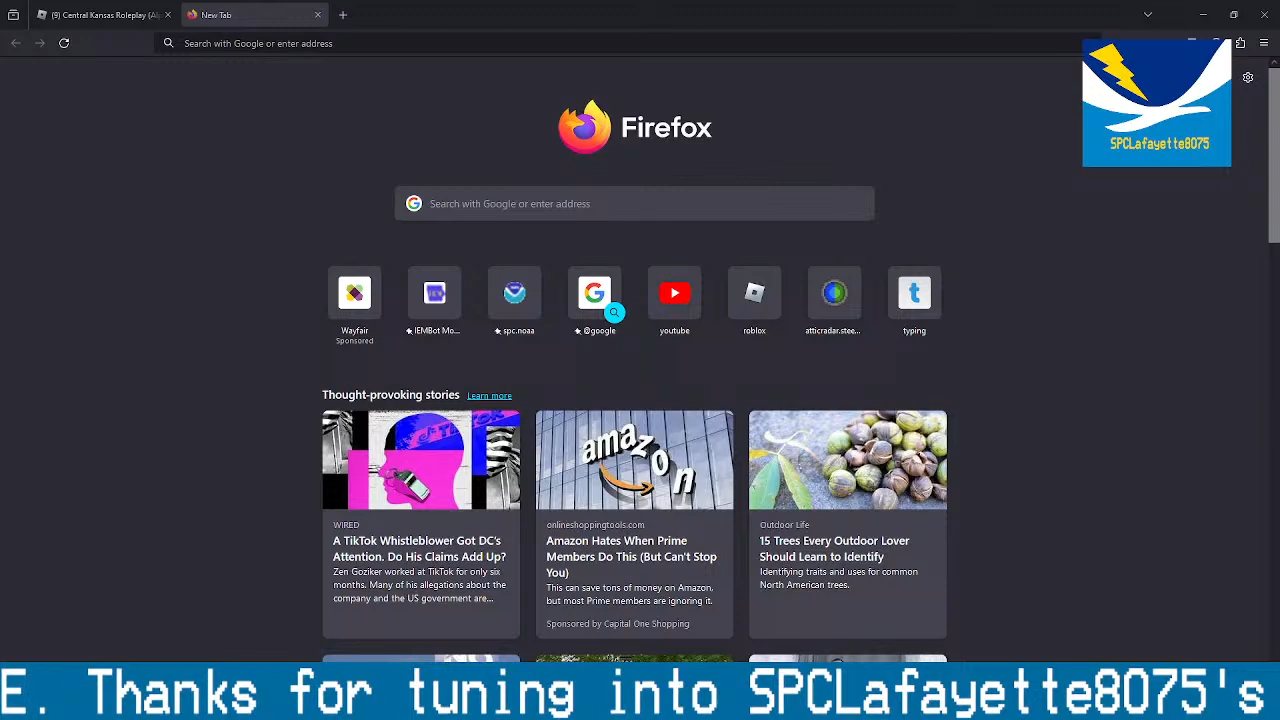 (9) Central Kansas Roleplay (Al
New Tab
Search with Google or enter address
SPCLafayette8075
Firefox
Search with Google or enter address
Wayfair
Sponsored
IEMBot Mo...
spc.noaa
@google
youtube
roblox
atticradar.stee...
typing
Thought-provoking stories Learn more
amazon
WIRED
A TikTok Whistleblower Got DC's
Attention. Do His Claims Add Up?
Zen Goziker worked at TikTok for only six
months. Many of his allegations about the
company and the US government are...
onlineshoppingtools.com
Amazon Hates When Prime
Members Do This (But Can't Stop
You)
This can save tons of money on Amazon,
but most Prime members are ignoring it.
Sponsored by Capital One Shopping
Outdoor Life
15 Trees Every Outdoor Lover
Should Learn to Identify
Identifying traits and uses for common
North American trees.
E. Thanks for tuning into SPCLafayette8075's